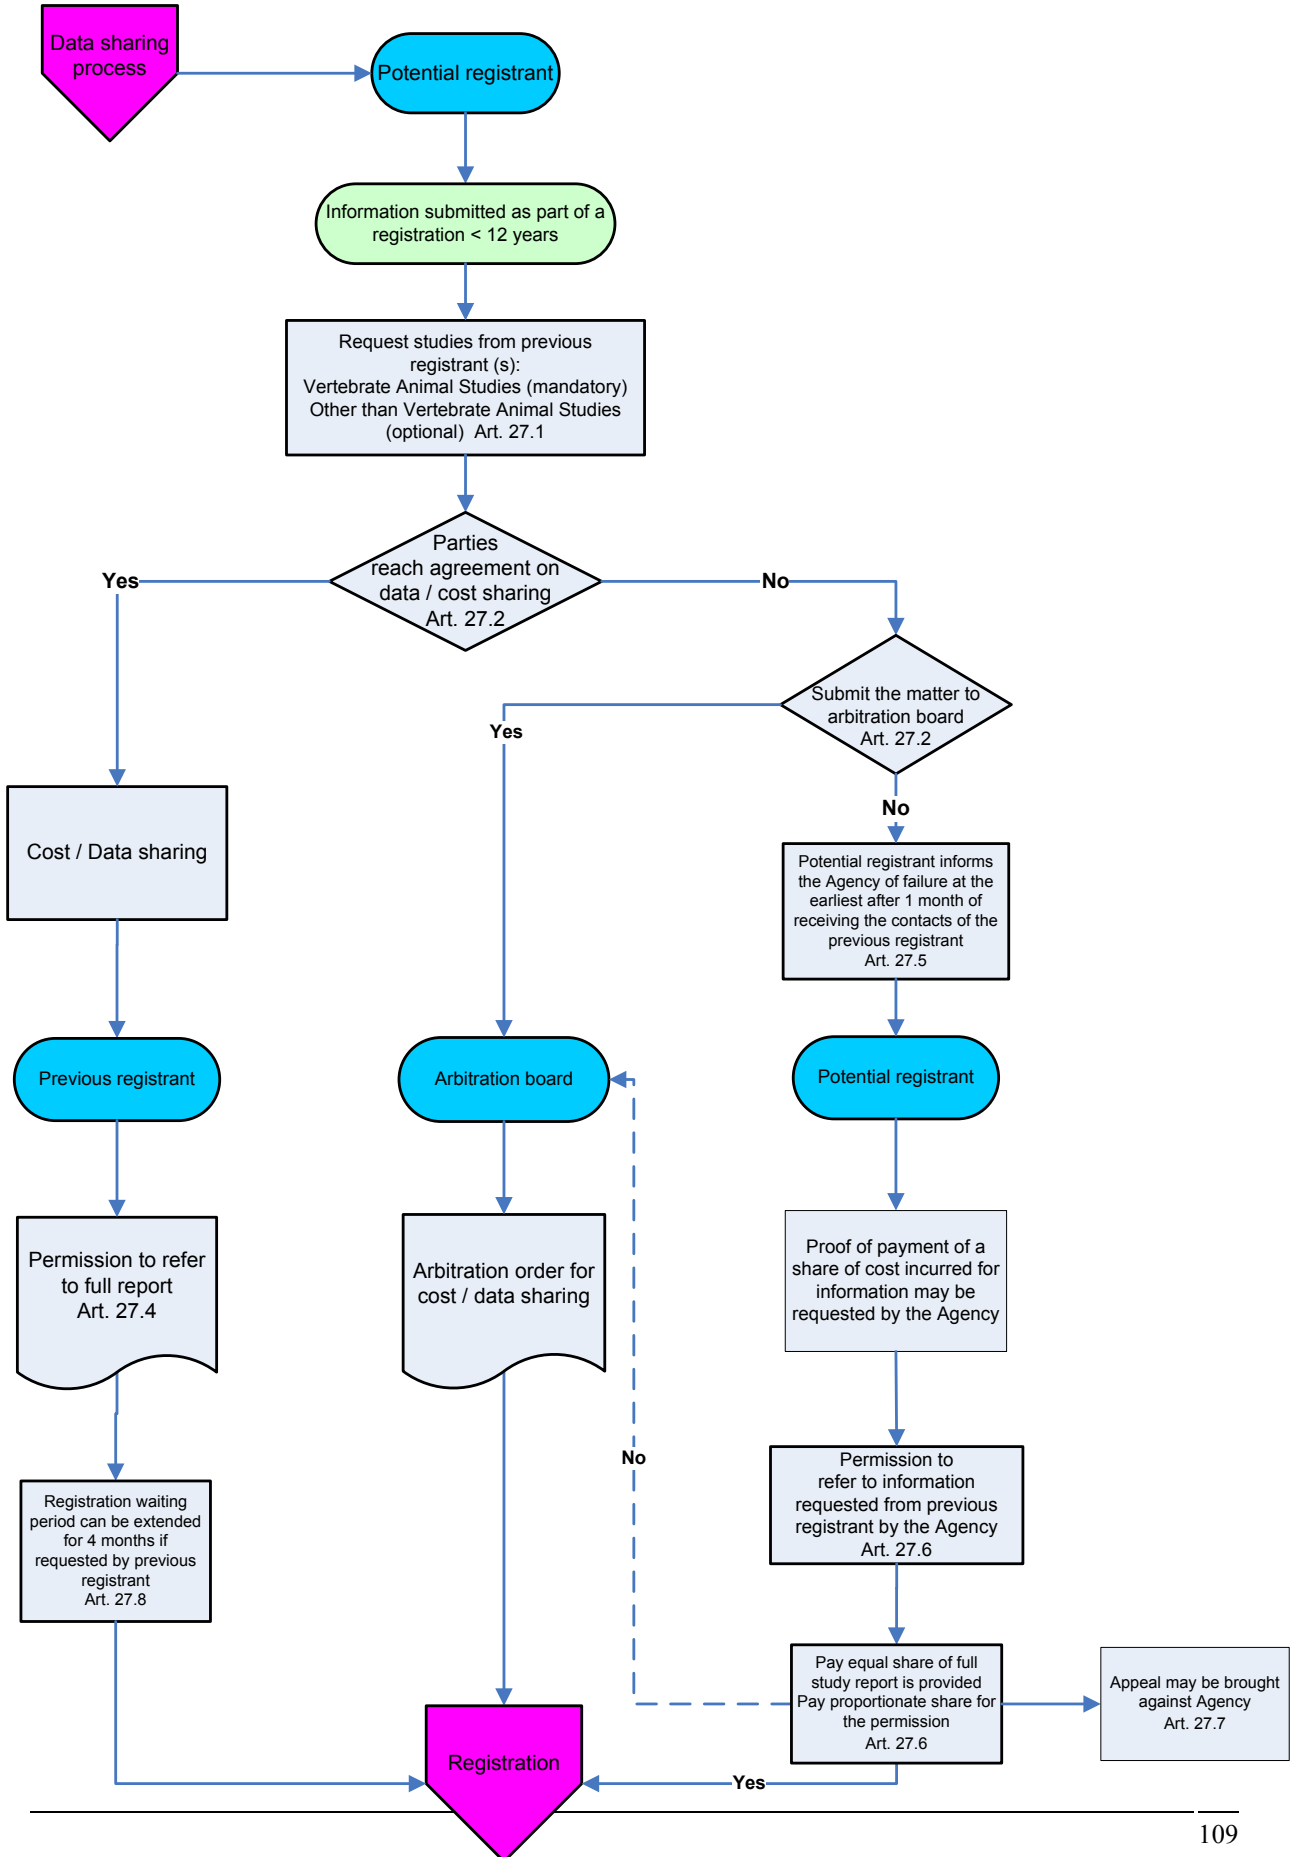 Data sharing
process
Potential registrant
Information submitted as part of a
registration < 12 years
Request studies from previous
registrant (s):
Vertebrate Animal Studies (mandatory)
Other than Vertebrate Animal Studies
(optional)  Art. 27.1
Parties
reach agreement on
data / cost sharing
Art. 27.2
Yes
No
Submit the matter to
arbitration board
Art. 27.2
Yes
No
Cost / Data sharing
Potential registrant informs
the Agency of failure at the
earliest after 1 month of
receiving the contacts of the
previous registrant
Art. 27.5
Previous registrant
Arbitration board
Potential registrant
Permission to refer
to full report
Art. 27.4
Arbitration order for
cost / data sharing
Proof of payment of a
share of cost incurred for
information may be
requested by the Agency
No
Permission to
refer to information
requested from previous
registrant by the Agency
Art. 27.6
Registration waiting
period can be extended
for 4 months if
requested by previous
registrant
Art. 27.8
Pay equal share of full
study report is provided
Pay proportionate share for
the permission
Art. 27.6
Appeal may be brought
against Agency
Art. 27.7
Registration
Yes
109